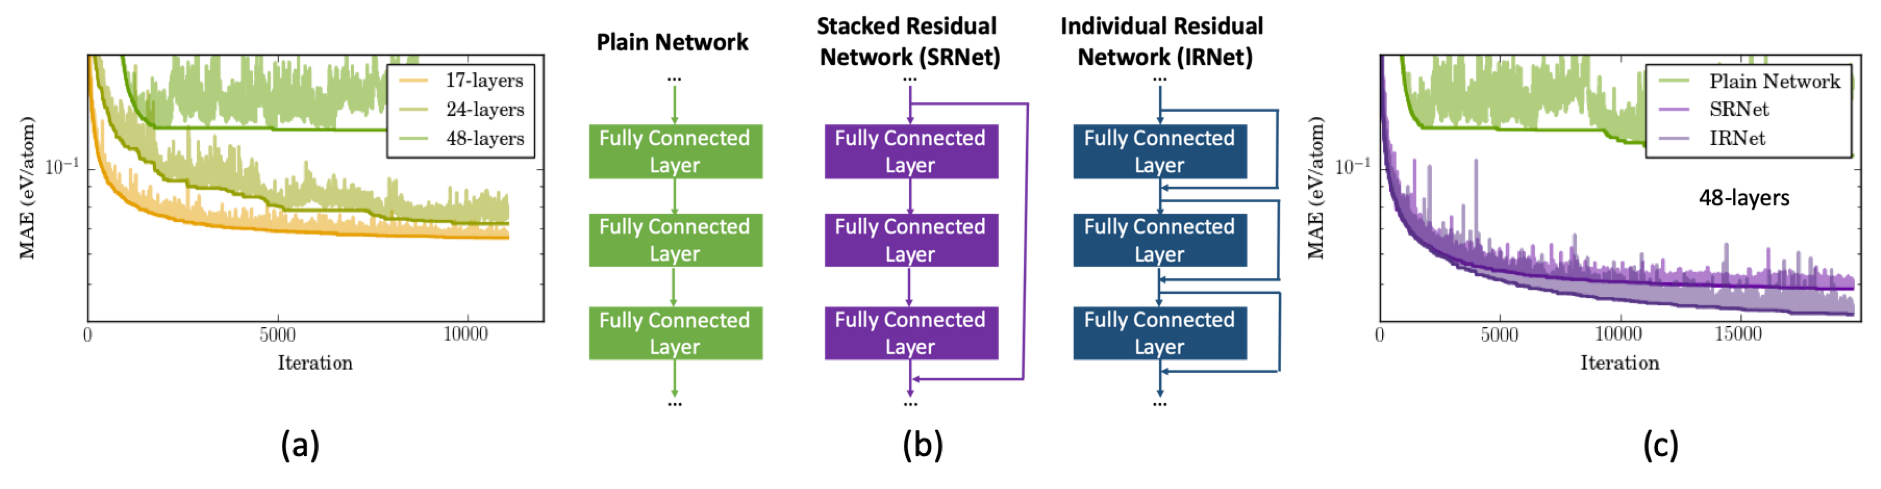 17-layers
24-layers
48-layers
MAE (eV/atom)
10⁻¹
0
5000
10000
Iteration
(a)
Plain Network
...
Fully Connected
Layer
Fully Connected
Layer
Fully Connected
Layer
...
Stacked Residual
Network (SRNet)
...
Fully Connected
Layer
Fully Connected
Layer
Fully Connected
Layer
...
(b)
Individual Residual
Network (IRNet)
...
Fully Connected
Layer
Fully Connected
Layer
Fully Connected
Layer
...
Plain Network
SRNet
IRNet
48-layers
MAE (eV/atom)
10⁻¹
0
5000
10000
15000
Iteration
(c)